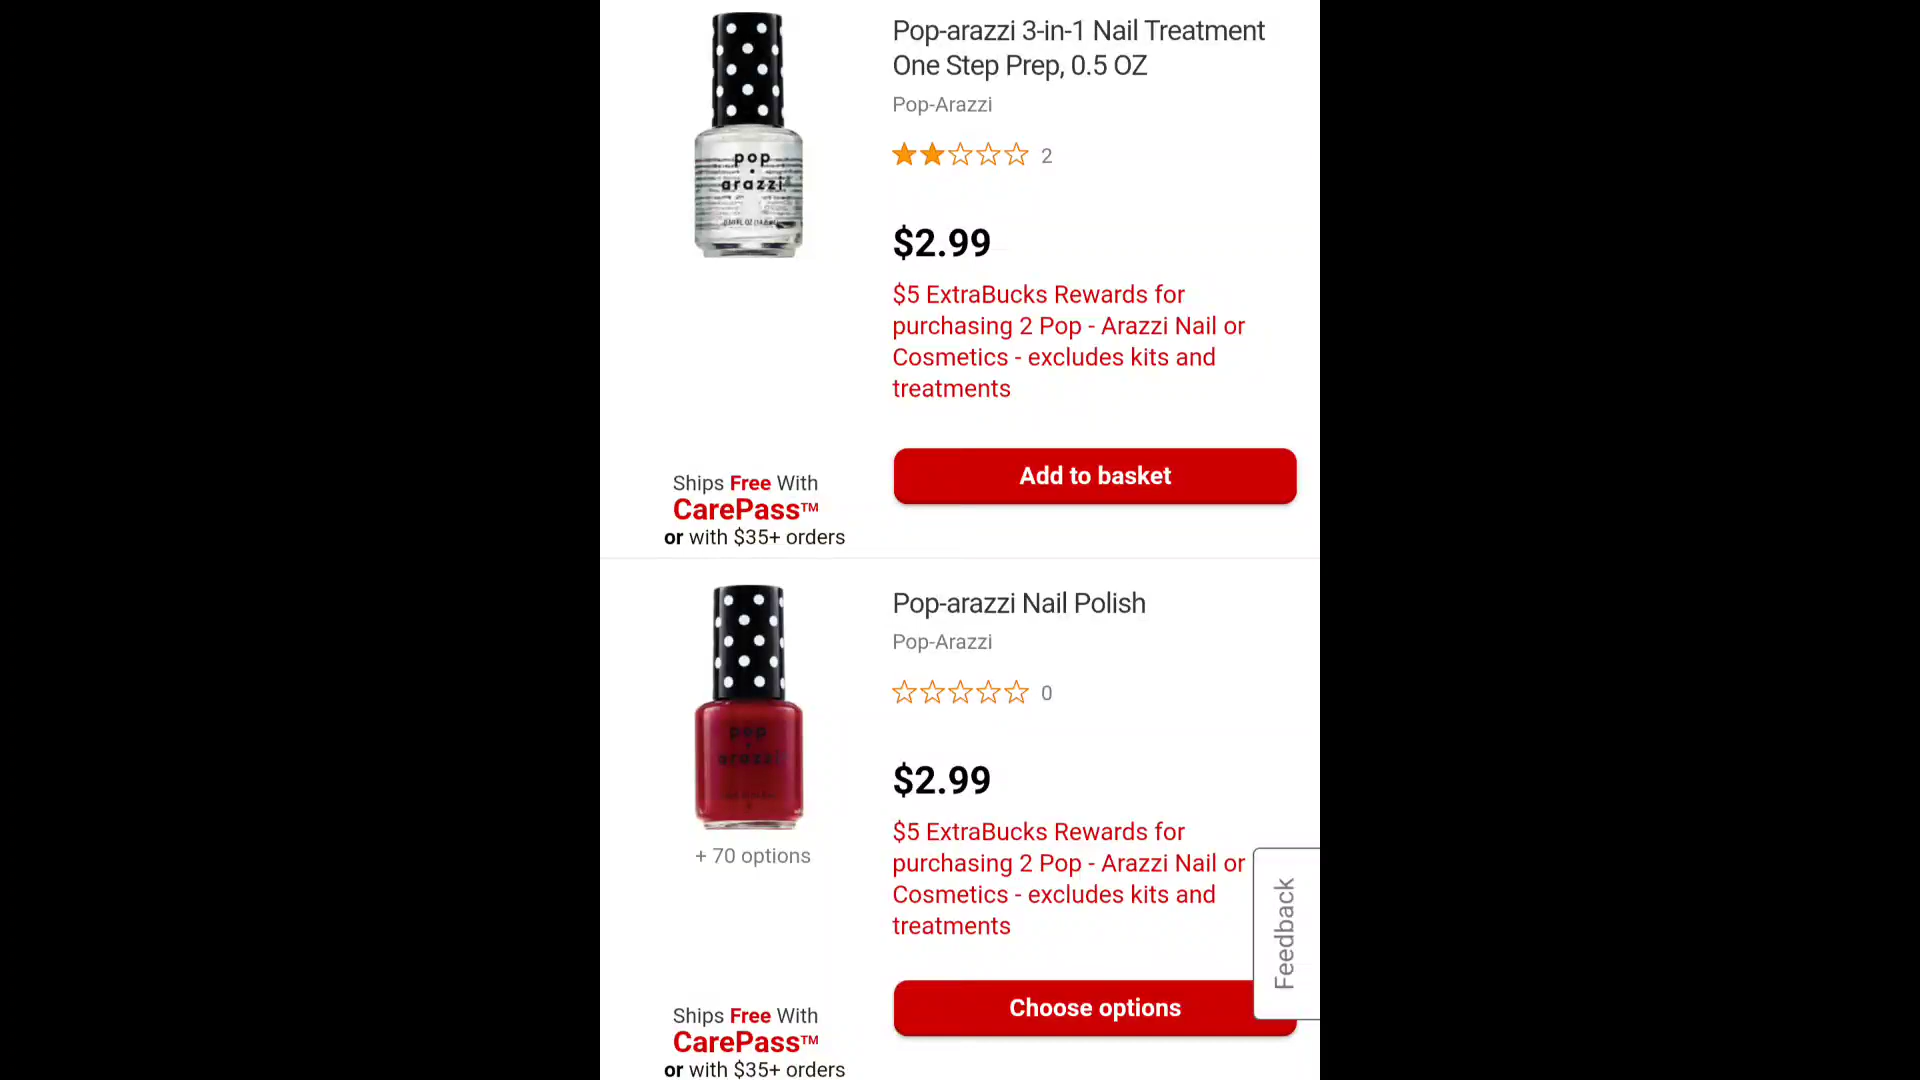 Pop-arazzi 3-in-1 Nail Treatment
One Step Prep, 0.5 OZ
Pop-Arazzi
2
$2.99
$5 ExtraBucks Rewards for
purchasing 2 Pop - Arazzi Nail or
Cosmetics - excludes kits and
treatments
Add to basket
pop
arazzi
Ships Free With
CarePass™
or with $35+ orders
Pop-arazzi Nail Polish
Pop-Arazzi
0
$2.99
$5 ExtraBucks Rewards for
purchasing 2 Pop - Arazzi Nail or
Cosmetics - excludes kits and
treatments
Choose options
pop
arazzi
+ 70 options
Ships Free With
CarePass™
or with $35+ orders
Feedback